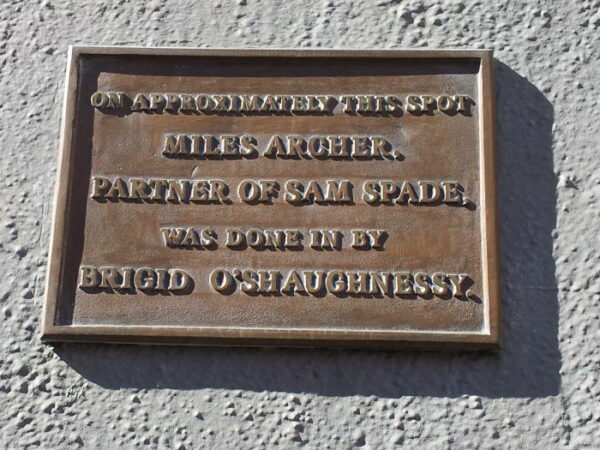 ON APPROXIMATELY THIS SPOT
MILES ARCHER,
PARTNER OF SAM SPADE,
WAS DONE IN BY
BRIGID O'SHAUGHNESSY.